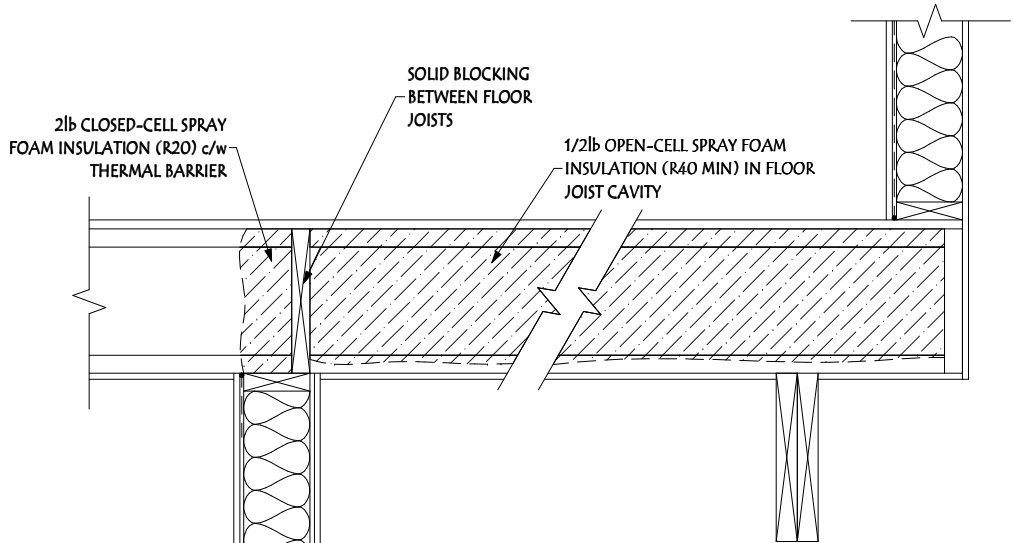 SOLID BLOCKING
BETWEEN FLOOR
JOISTS
2lb CLOSED-CELL SPRAY
FOAM INSULATION (R20) c/w
THERMAL BARRIER
1/2lb OPEN-CELL SPRAY FOAM
INSULATION (R40 MIN) IN FLOOR
JOIST CAVITY